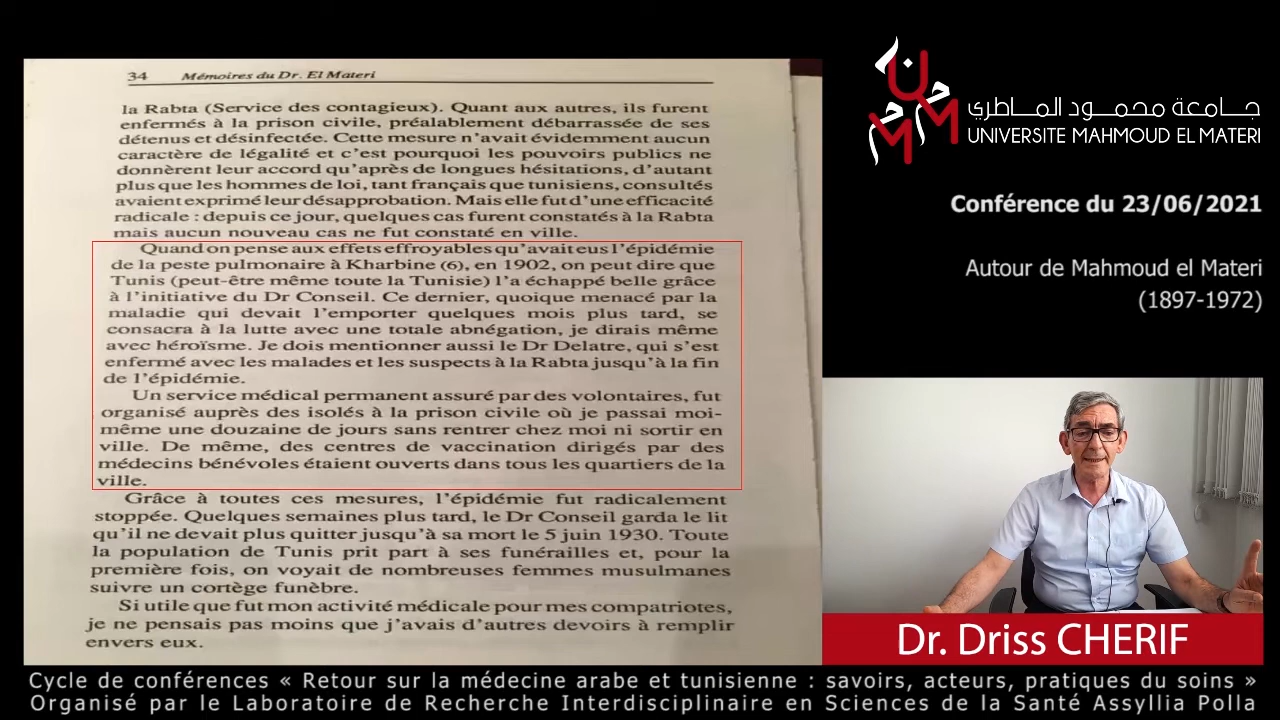 34 Mémoires du Dr. El Materi
la Rabta (Service des contagieux). Quant aux autres, ils furent
enfermés à la prison civile, préalablement débarrassée de ses
détenus et désinfectée. Cette mesure n'avait évidemment aucun
caractère de légalité et c'est pourquoi les pouvoirs publics ne
donnèrent leur accord qu'après de longues hésitations, d'autant
plus que les hommes de loi, tant français que tunisiens, consultés
avaient exprimé leur désapprobation. Mais elle fut d'une efficacité
radicale : depuis ce jour, quelques cas furent constatés à la Rabta
mais aucun nouveau cas ne fut constaté en ville.
Quand on pense aux effets effroyables qu'avait eus l'épidémie
de la peste pulmonaire à Kharbine (6), en 1902, on peut dire que
Tunis (peut-être même toute la Tunisie) l'a échappé belle grâce
à l'initiative du Dr Conseil. Ce dernier, quoique menacé par la
maladie qui devait l'emporter quelques mois plus tard, se
consacra à la lutte avec une totale abnégation, je dirais même
avec héroïsme. Je dois mentionner aussi le Dr Delatre, qui s'est
enfermé avec les malades et les suspects à la Rabta jusqu'à la fin
de l'épidémie.
Un service médical permanent assuré par des volontaires, fut
organisé auprès des isolés à la prison civile où je passai moi-
même une douzaine de jours sans rentrer chez moi ni sortir en
ville. De même, des centres de vaccination dirigés par des
médecins bénévoles étaient ouverts dans tous les quartiers de la
ville.
Grâce à toutes ces mesures, l'épidémie fut radicalement
stoppée. Quelques semaines plus tard, le Dr Conseil garda le lit
qu'il ne devait plus quitter jusqu'à sa mort le 5 juin 1930. Toute
la population de Tunis prit part à ses funérailles et, pour la
première fois, on voyait de nombreuses femmes musulmanes
suivre un cortège funèbre.
Si utile que fut mon activité médicale pour mes compatriotes,
je ne pensais pas moins que j'avais d'autres devoirs à remplir
envers eux.
جامعة محمود الماطري
UNIVERSITE MAHMOUD EL MATERI
Conférence du 23/06/2021
Autour de Mahmoud el Materi
(1897-1972)
Dr. Driss CHERIF
Cycle de conférences « Retour sur la médecine arabe et tunisienne : savoirs, acteurs, pratiques du soins »
Organisé par le Laboratoire de Recherche Interdisciplinaire en Sciences de la Santé Assyllia Polla